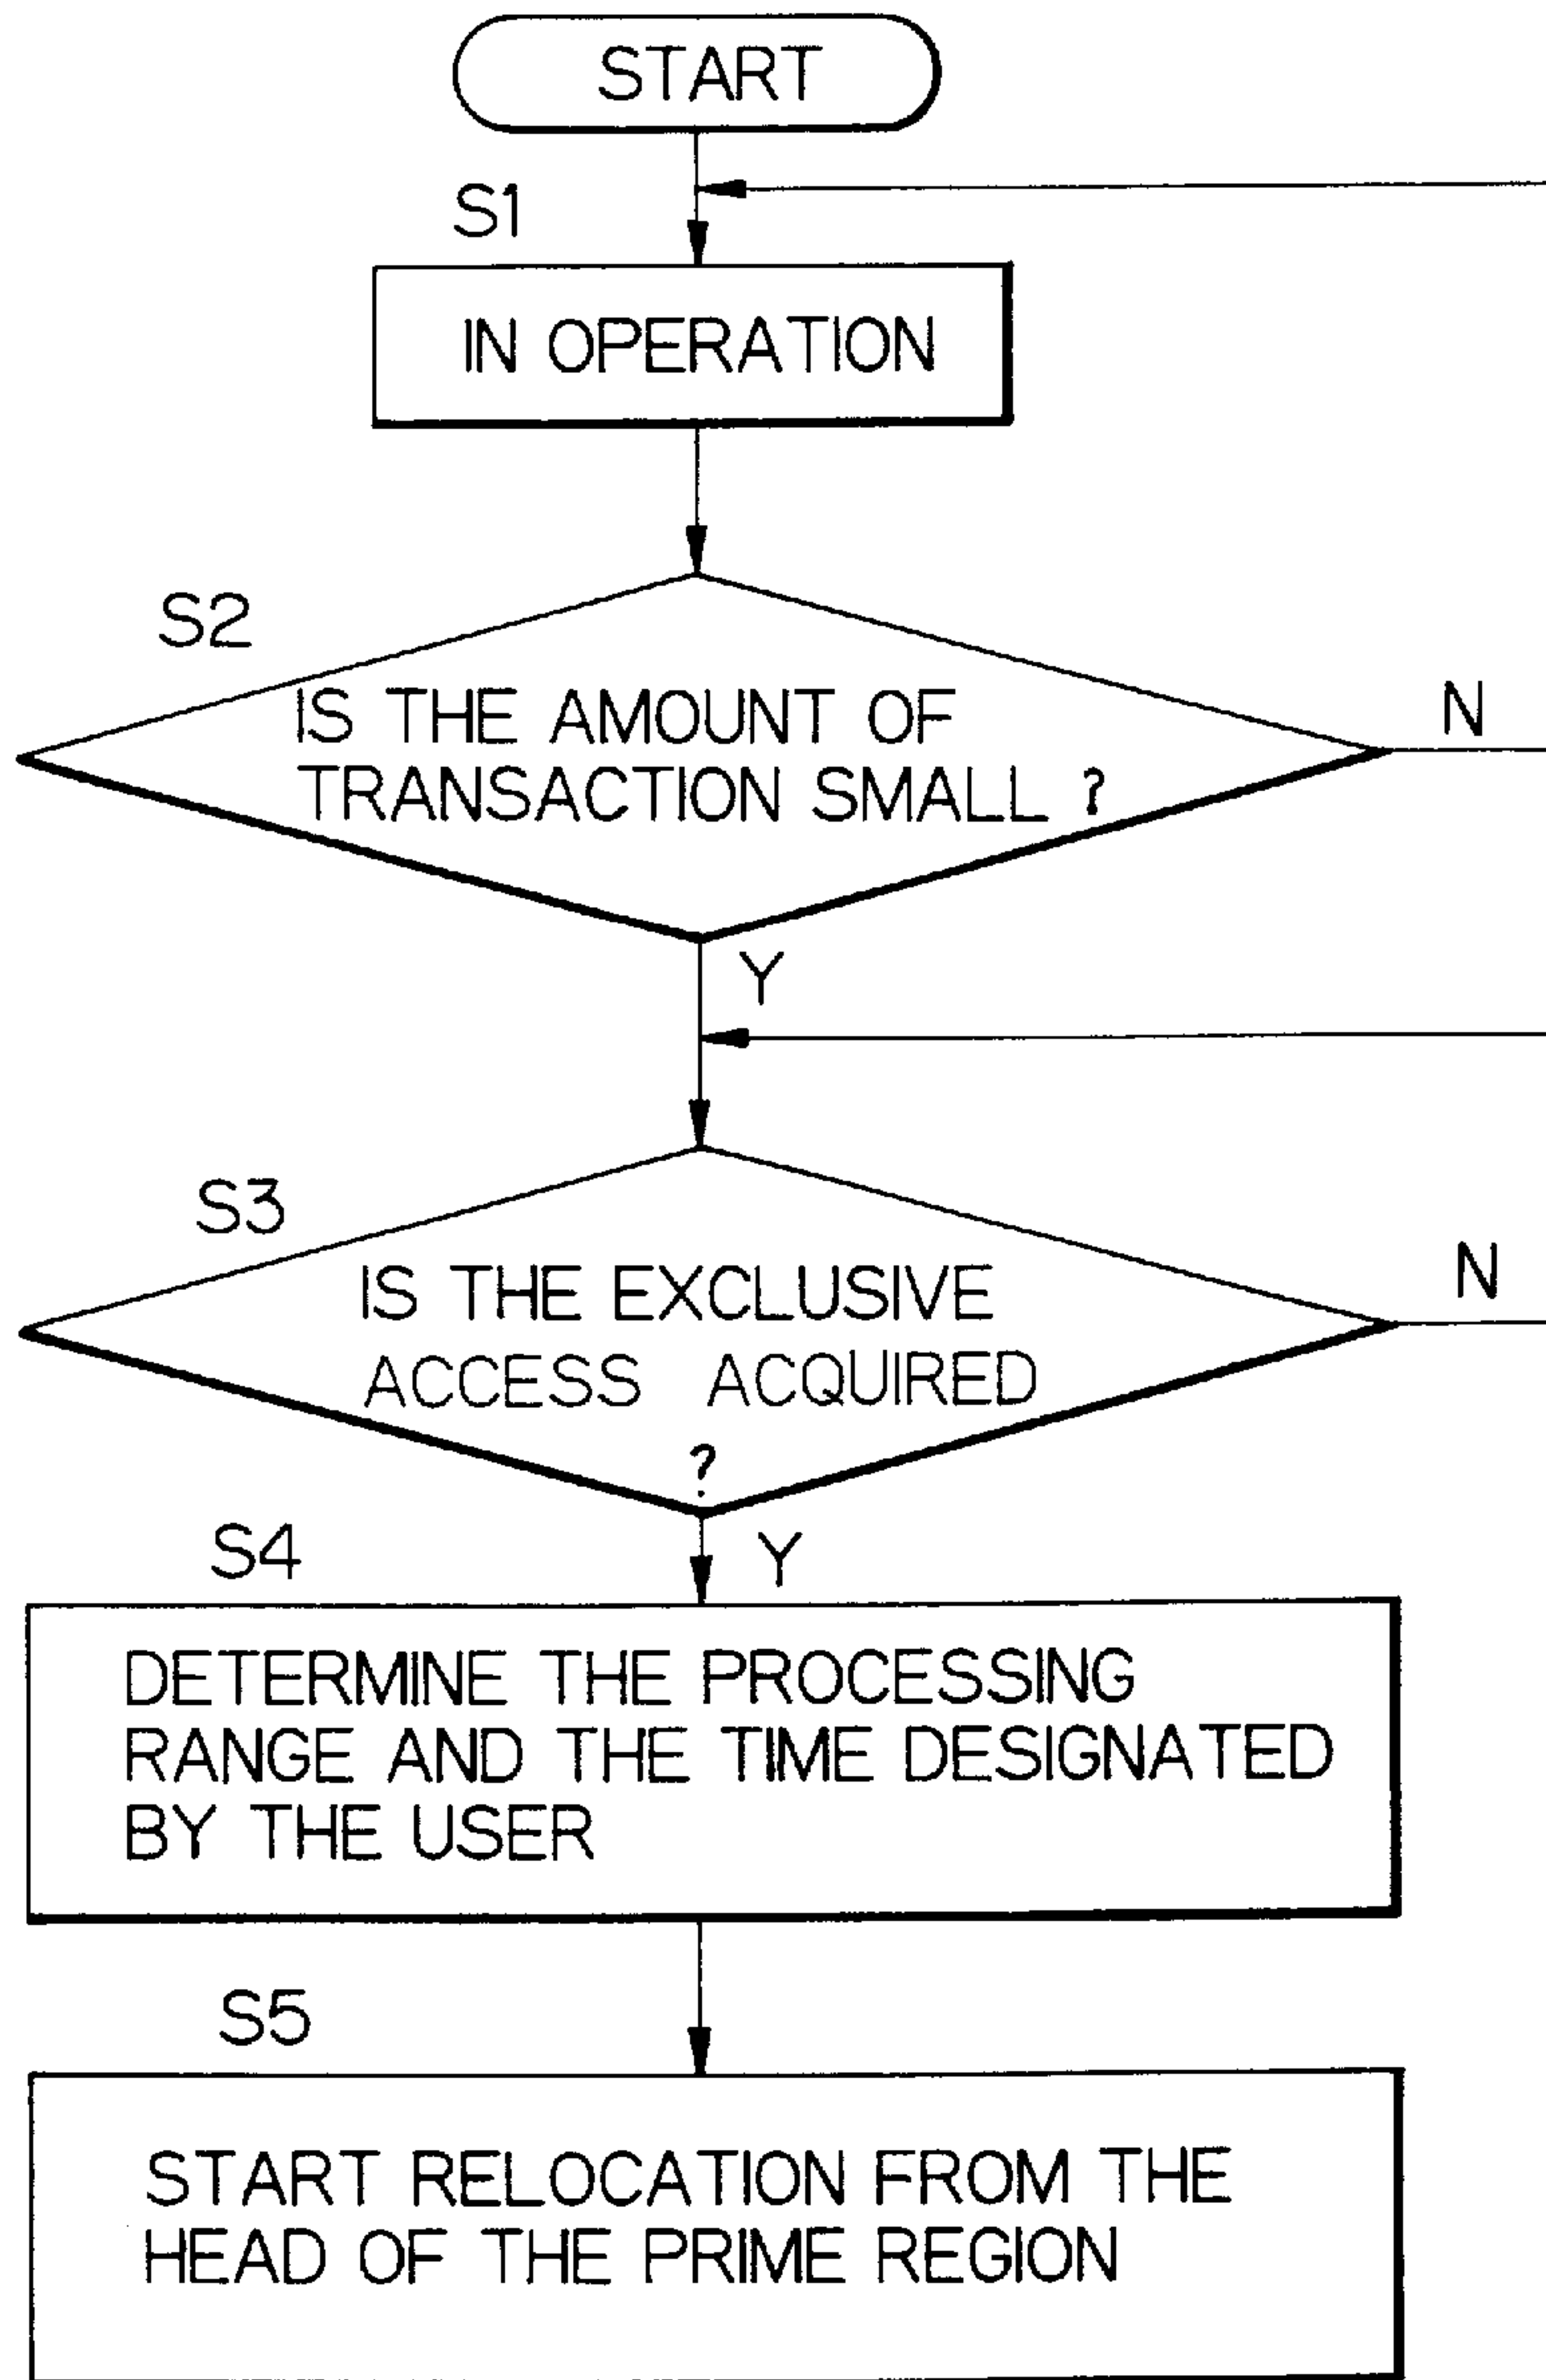 START
S1
IN OPERATION
S2
IS THE AMOUNT OF
TRANSACTION SMALL ?
N
Y
S3
IS THE EXCLUSIVE
ACCESS ACQUIRED
?
N
S4
Y
DETERMINE THE PROCESSING
RANGE AND THE TIME DESIGNATED
BY THE USER
S5
START RELOCATION FROM THE
HEAD OF THE PRIME REGION